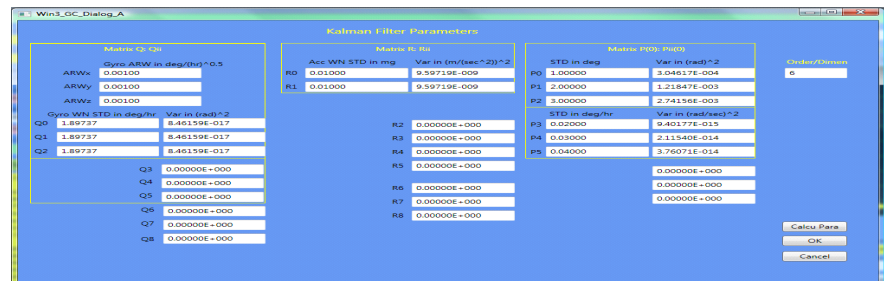 Win3_GC_Dialog_A
Kalman Filter Parameters
Matrix Q: Qii
Gyro ARW in deg/(hr)^0.5
ARWx 0.00100
ARWy 0.00100
ARWz 0.00100
Gyro WN STD in deg/hr Var in (rad)^2
Q0 1.89737 8.46159E-017
Q1 1.89737 8.46159E-017
Q2 1.89737 8.46159E-017
Q3 0.00000E+000
Q4 0.00000E+000
Q5 0.00000E+000
Q6 0.00000E+000
Q7 0.00000E+000
Q8 0.00000E+000
Matrix R: Rii
Acc WN STD in mg Var in (m/(sec^2))^2
R0 0.01000 9.59719E-009
R1 0.01000 9.59719E-009
R2 0.00000E+000
R3 0.00000E+000
R4 0.00000E+000
R5 0.00000E+000
R6 0.00000E+000
R7 0.00000E+000
R8 0.00000E+000
Matrix P(0): Pii(0)
STD in deg Var in (rad)^2
P0 1.00000 3.04617E-004
P1 2.00000 1.21847E-003
P2 3.00000 2.74156E-003
STD in deg/hr Var in (rad/sec)^2
P3 0.02000 9.40177E-015
P4 0.03000 2.11540E-014
P5 0.04000 3.76071E-014
0.00000E+000
0.00000E+000
0.00000E+000
Order/Dimen
6
Calcu Para
OK
Cancel